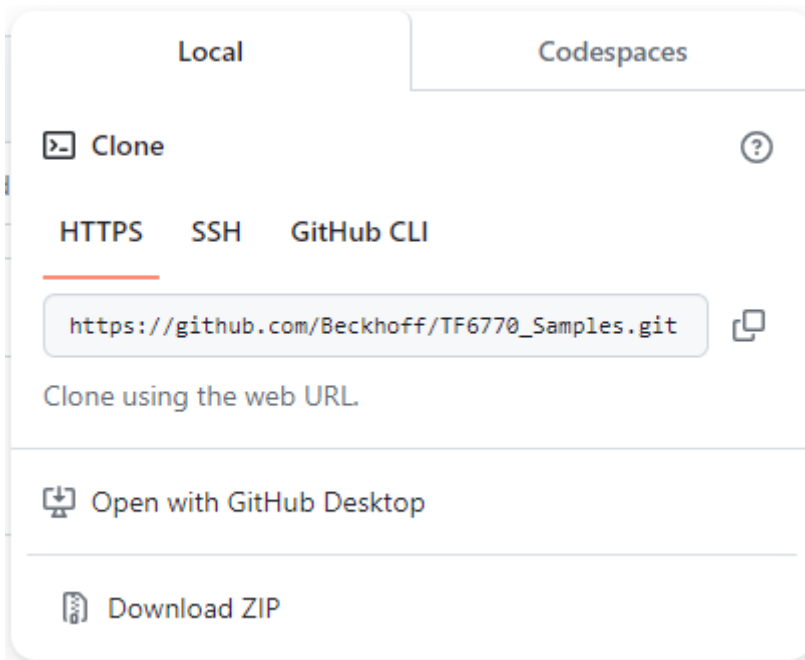 Local Codespaces
Clone
HTTPS SSH GitHub CLI
https://github.com/Beckhoff/TF6770_Samples.git
Clone using the web URL.
Open with GitHub Desktop
Download ZIP